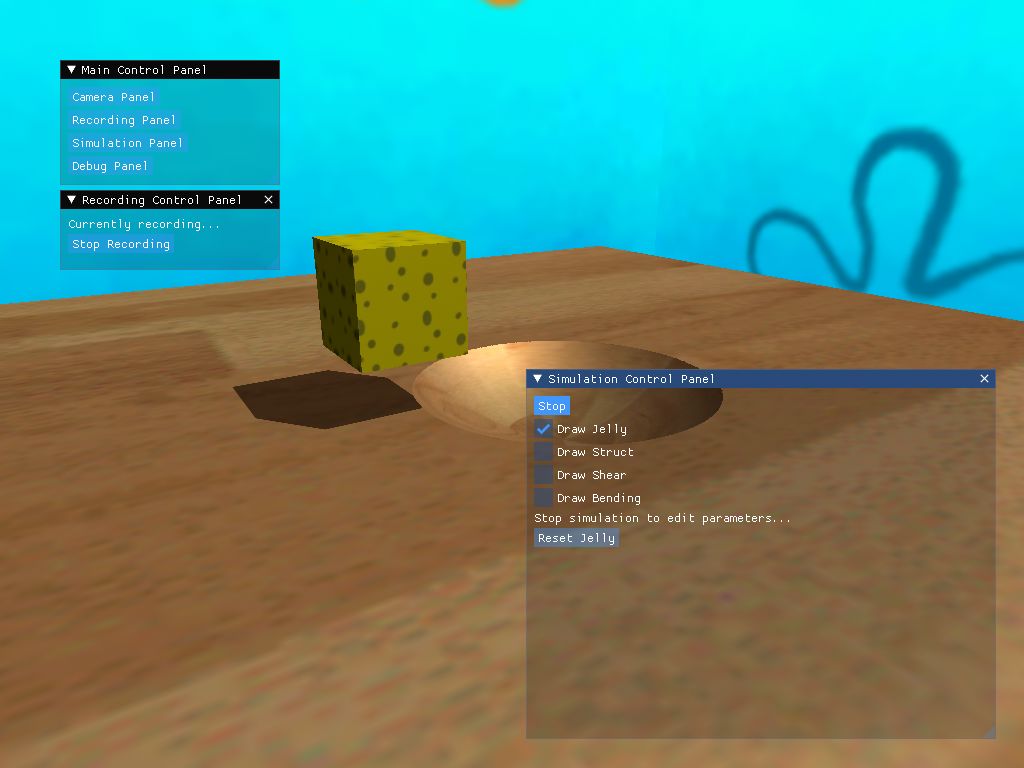 Main Control Panel
Camera Panel
Recording Panel
Simulation Panel
Debug Panel
Recording Control Panel
Currently recording...
Stop Recording
Simulation Control Panel
Stop
Draw Jelly
Draw Struct
Draw Shear
Draw Bending
Stop simulation to edit parameters...
Reset Jelly